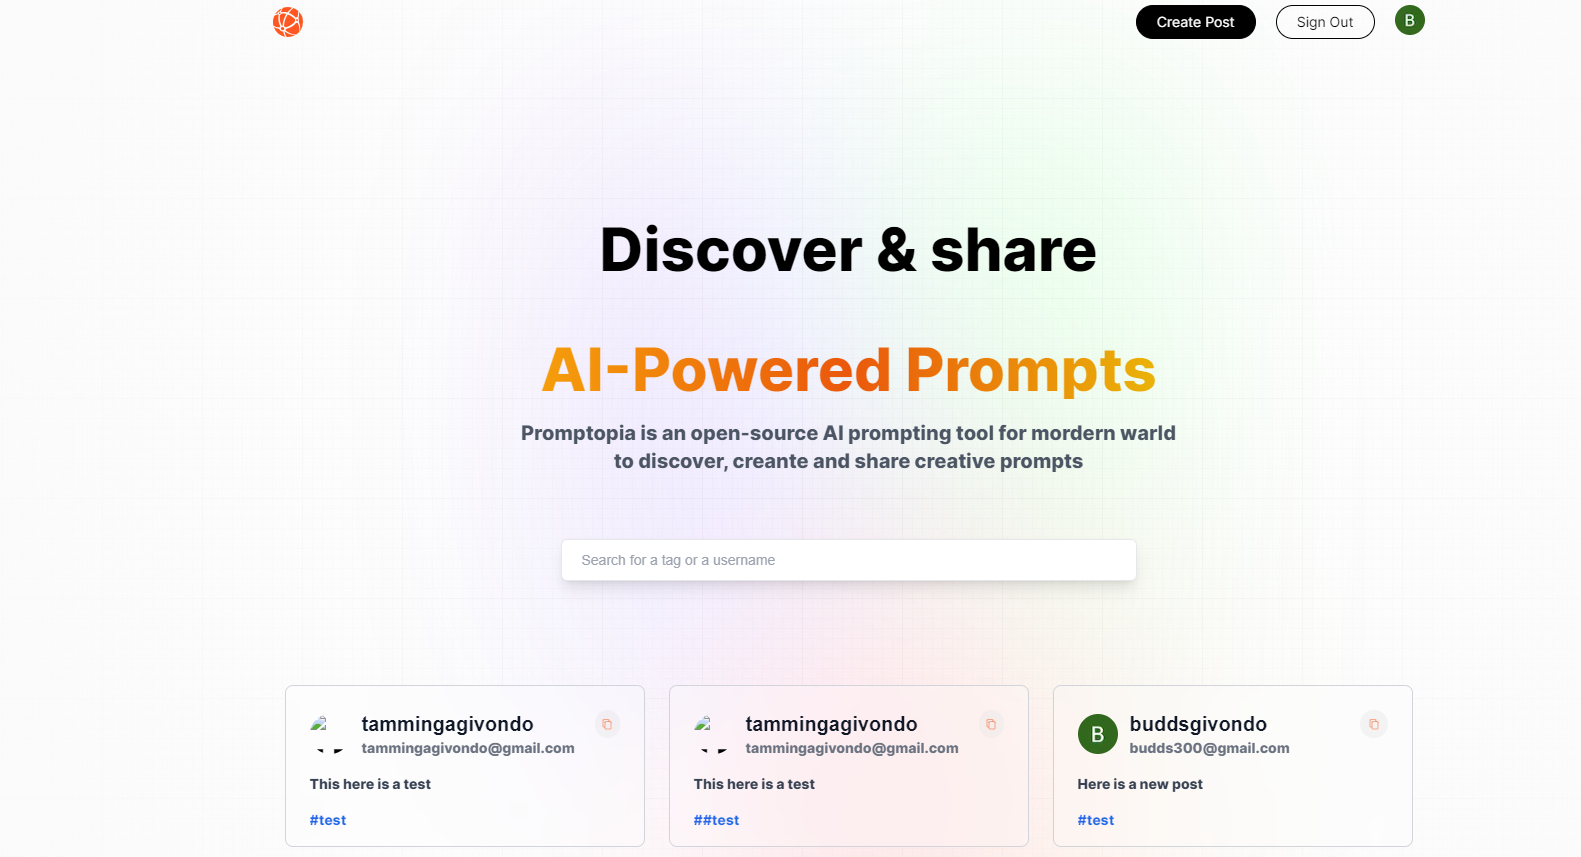 Create Post
Sign Out
B
Discover & share
AI-Powered Prompts
Promptopia is an open-source AI prompting tool for mordern warld
to discover, creante and share creative prompts
Search for a tag or a username
tammingagivondo
tammingagivondo@gmail.com
This here is a test
#test
tammingagivondo
tammingagivondo@gmail.com
This here is a test
##test
B
buddsgivondo
budds300@gmail.com
Here is a new post
#test